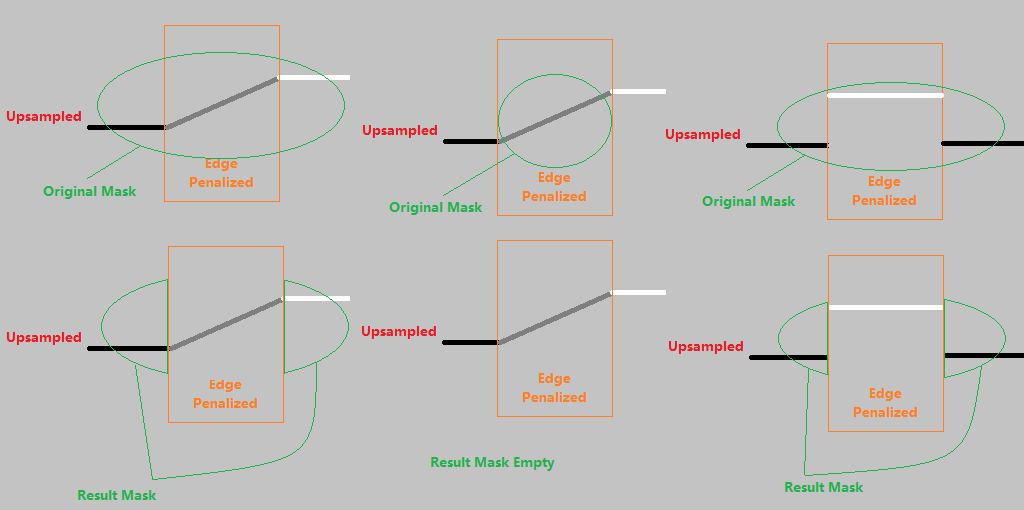 Upsampled
Edge
Penalized
Original Mask
Upsampled
Edge
Penalized
Original Mask
Upsampled
Edge
Penalized
Original Mask
Upsampled
Edge
Penalized
Result Mask
Upsampled
Edge
Penalized
Result Mask Empty
Upsampled
Edge
Penalized
Result Mask